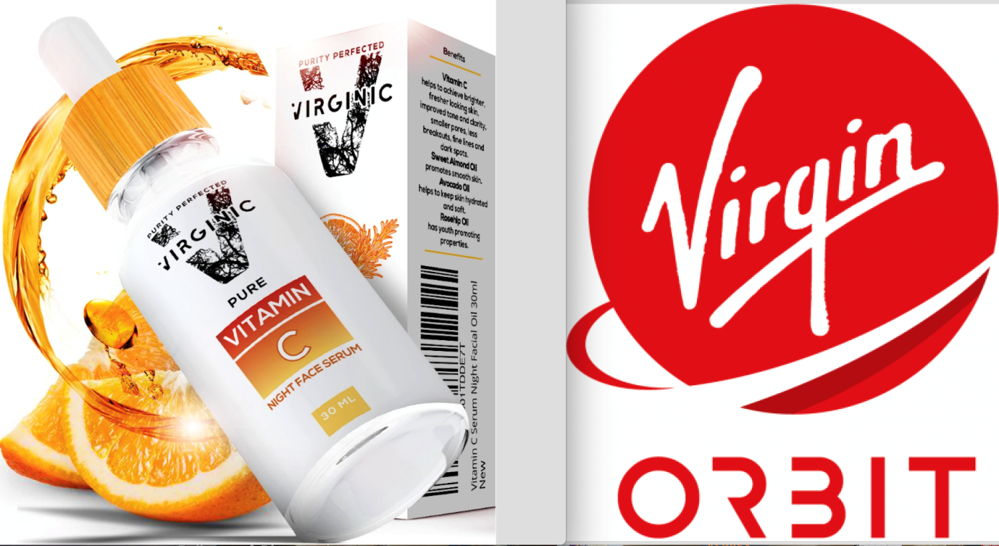 PURITY PERFECTED
VIRGINIC
PURE
VITAMIN
C
NIGHT FACE SERUM
30 ML
PURITY PERFECTED
VIRGINIC
Benefits
Vitamin C
helps to achieve brighter,
fresher looking skin,
improved tone and clarity,
smaller pores, less
breakouts, fine lines and
dark spots.
Sweet Almond Oil
promotes smooth skin.
Avocado Oil
helps to keep skin hydrated
and soft.
Rosehip Oil
has youth promoting
properties.
Vitamin C Serum Night Facial Oil 30ml
New
Virgin
ORBIT